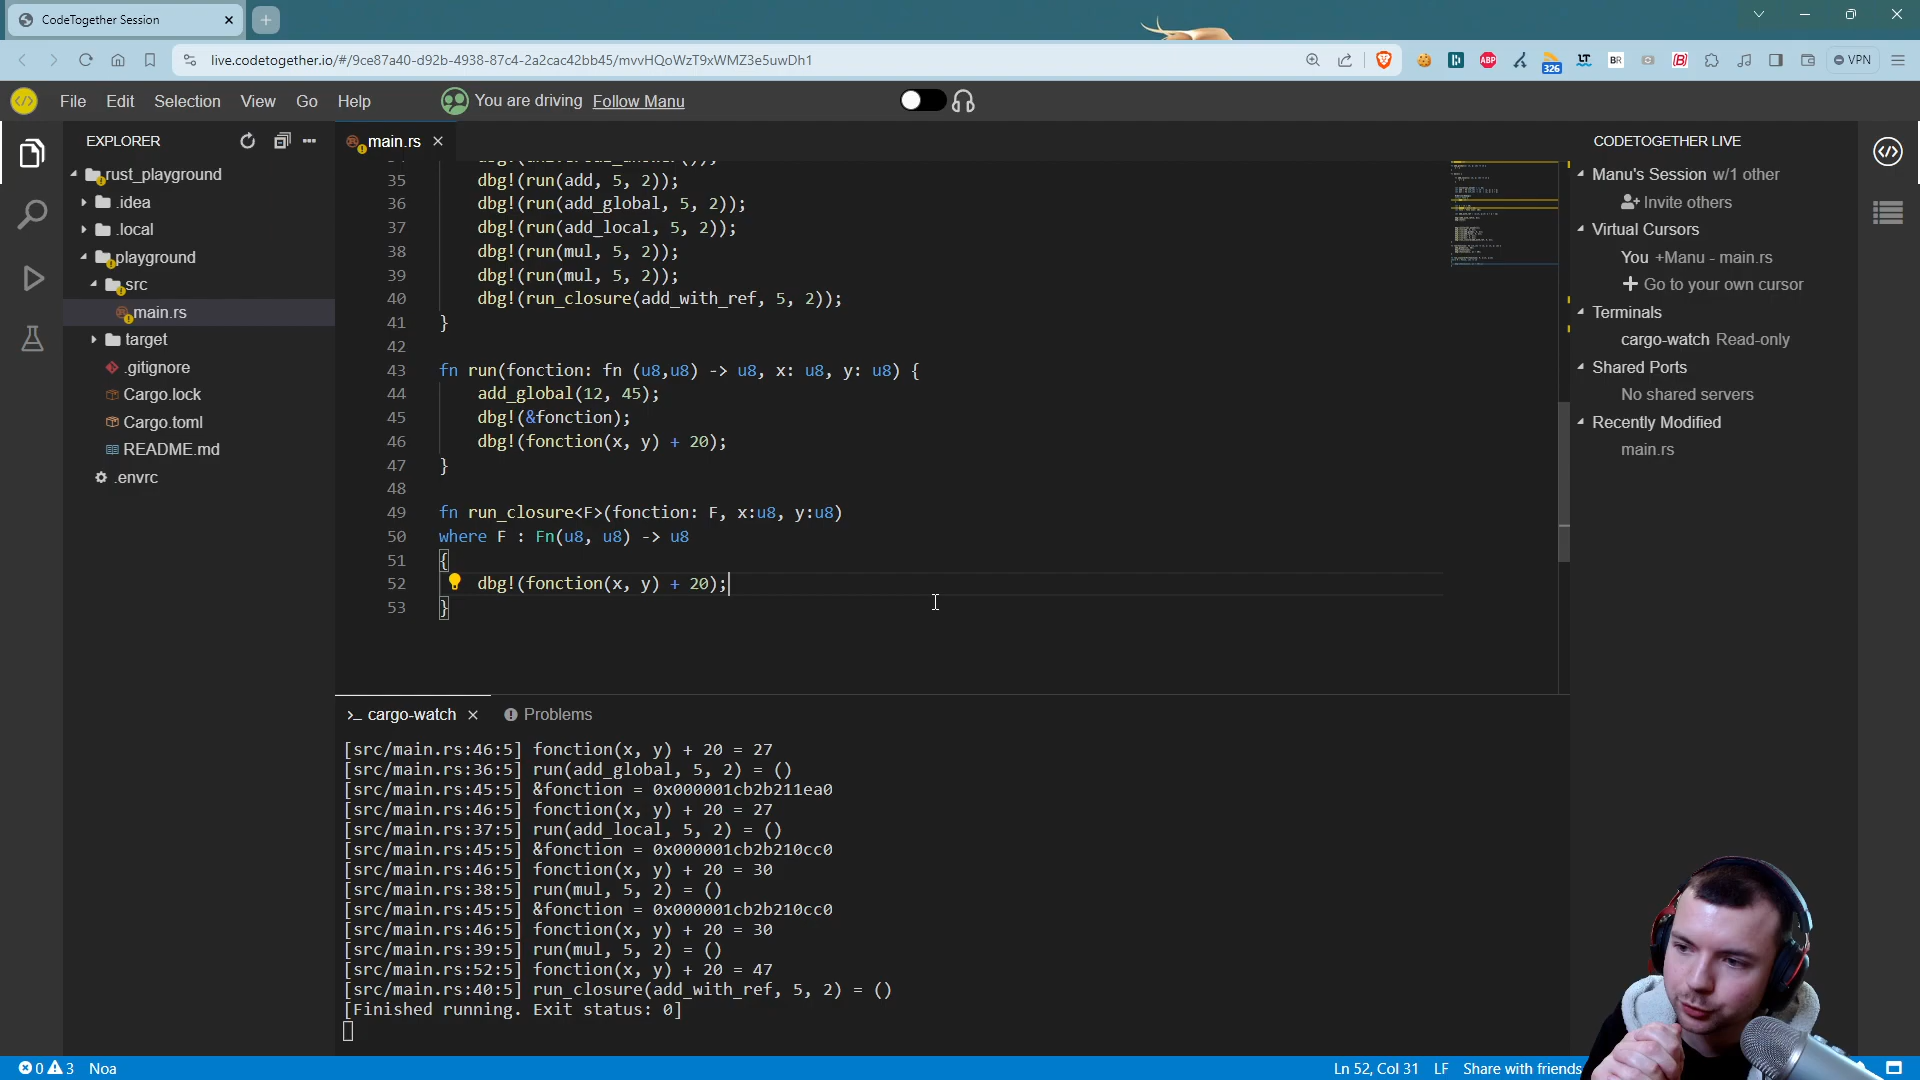 CodeTogether Session
live.codetogether.io/#/9ce87a40-d92b-4938-87c4-2a2cac42bb45/mvvHQoWzT9xWMZ3e5uwDh1
ABP
326
LT
BR
VPN
File Edit Selection View Go Help
You are driving Follow Manu
EXPLORER
rust_playground
.idea
.local
playground
src
main.rs
target
.gitignore
Cargo.lock
Cargo.toml
README.md
.envrc
main.rs
35 dbg!(run(add, 5, 2));
36 dbg!(run(add_global, 5, 2));
37 dbg!(run(add_local, 5, 2));
38 dbg!(run(mul, 5, 2));
39 dbg!(run(mul, 5, 2));
40 dbg!(run_closure(add_with_ref, 5, 2));
41 }
42
43 fn run(fonction: fn (u8,u8) -> u8, x: u8, y: u8) {
44 add_global(12, 45);
45 dbg!(&fonction);
46 dbg!(fonction(x, y) + 20);
47 }
48
49 fn run_closure<F>(fonction: F, x:u8, y:u8)
50 where F : Fn(u8, u8) -> u8
51 {
52 dbg!(fonction(x, y) + 20);
53 }
cargo-watch Problems
[src/main.rs:46:5] fonction(x, y) + 20 = 27
[src/main.rs:36:5] run(add_global, 5, 2) = ()
[src/main.rs:45:5] &fonction = 0x000001cb2b211ea0
[src/main.rs:46:5] fonction(x, y) + 20 = 27
[src/main.rs:37:5] run(add_local, 5, 2) = ()
[src/main.rs:45:5] &fonction = 0x000001cb2b210cc0
[src/main.rs:46:5] fonction(x, y) + 20 = 30
[src/main.rs:38:5] run(mul, 5, 2) = ()
[src/main.rs:45:5] &fonction = 0x000001cb2b210cc0
[src/main.rs:46:5] fonction(x, y) + 20 = 30
[src/main.rs:39:5] run(mul, 5, 2) = ()
[src/main.rs:52:5] fonction(x, y) + 20 = 47
[src/main.rs:40:5] run_closure(add_with_ref, 5, 2) = ()
[Finished running. Exit status: 0]
CODETOGETHER LIVE
Manu's Session w/1 other
Invite others
Virtual Cursors
You +Manu - main.rs
Go to your own cursor
Terminals
cargo-watch Read-only
Shared Ports
No shared servers
Recently Modified
main.rs
0 3 Noa
Ln 52, Col 31 LF Share with friends